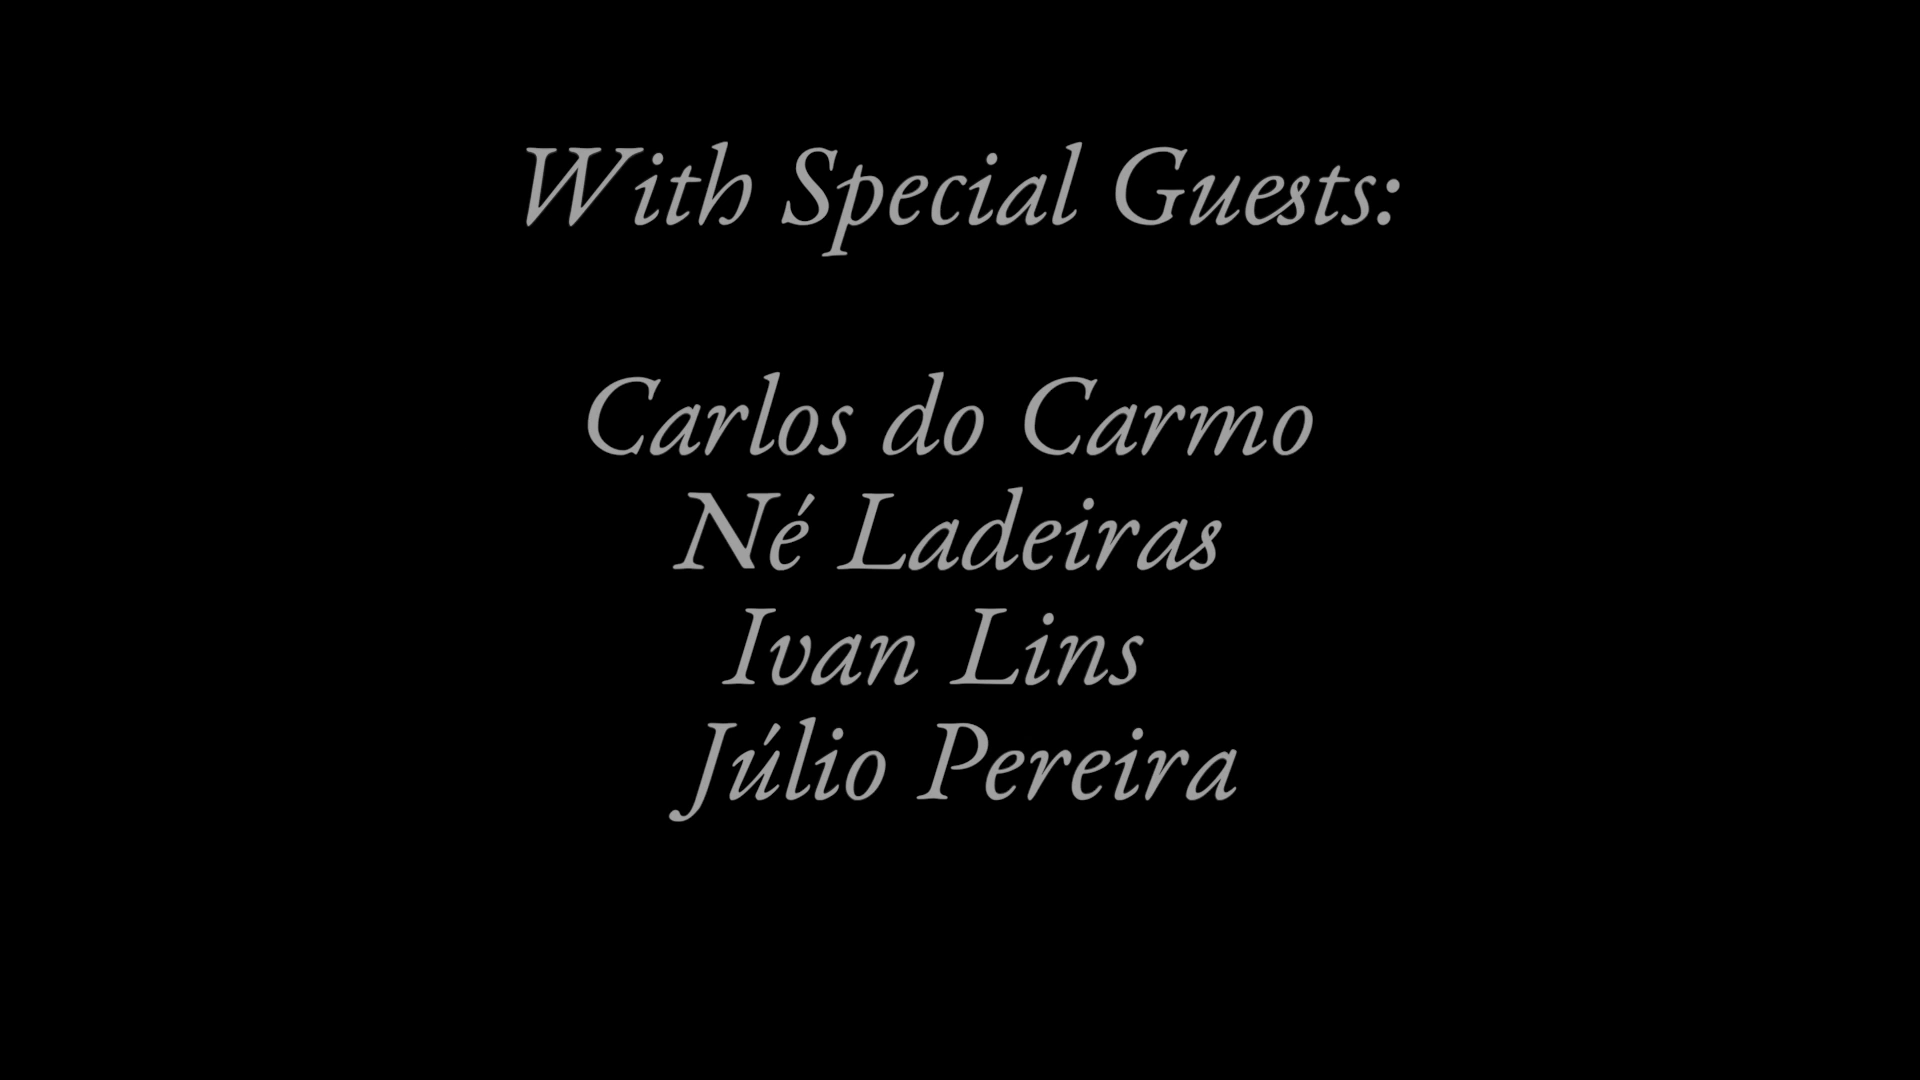 With Special Guests:
Carlos do Carmo
Né Ladeiras
Ivan Lins
Júlio Pereira